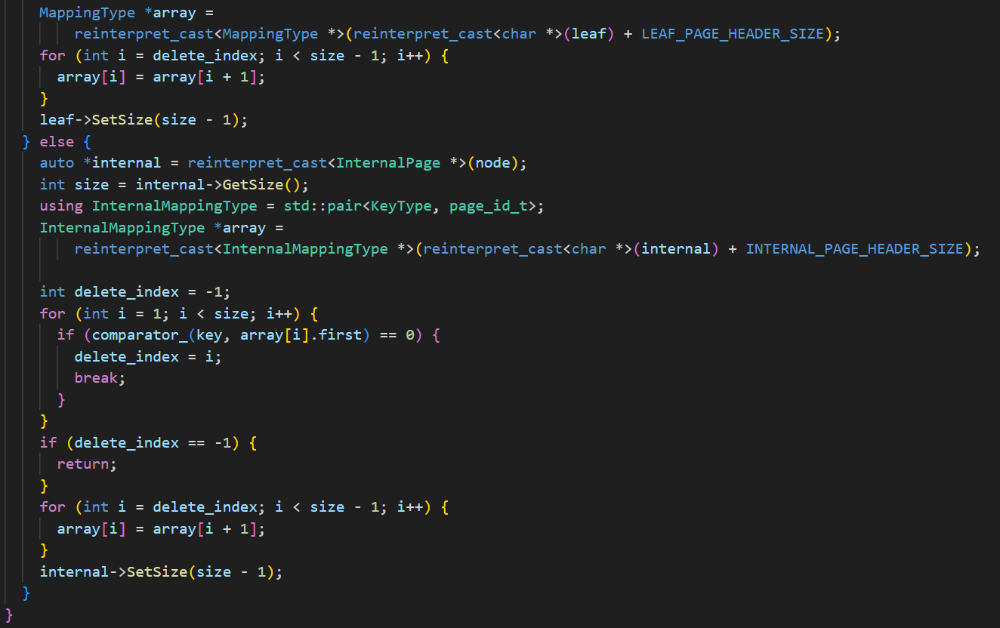 MappingType *array =
reinterpret_cast<MappingType *>(reinterpret_cast<char *>(leaf) + LEAF_PAGE_HEADER_SIZE);
for (int i = delete_index; i < size - 1; i++) {
array[i] = array[i + 1];
}
leaf->SetSize(size - 1);
} else {
auto *internal = reinterpret_cast<InternalPage *>(node);
int size = internal->GetSize();
using InternalMappingType = std::pair<KeyType, page_id_t>;
InternalMappingType *array =
reinterpret_cast<InternalMappingType *>(reinterpret_cast<char *>(internal) + INTERNAL_PAGE_HEADER_SIZE);
int delete_index = -1;
for (int i = 1; i < size; i++) {
if (comparator_(key, array[i].first) == 0) {
delete_index = i;
break;
}
}
if (delete_index == -1) {
return;
}
for (int i = delete_index; i < size - 1; i++) {
array[i] = array[i + 1];
}
internal->SetSize(size - 1);
}
}